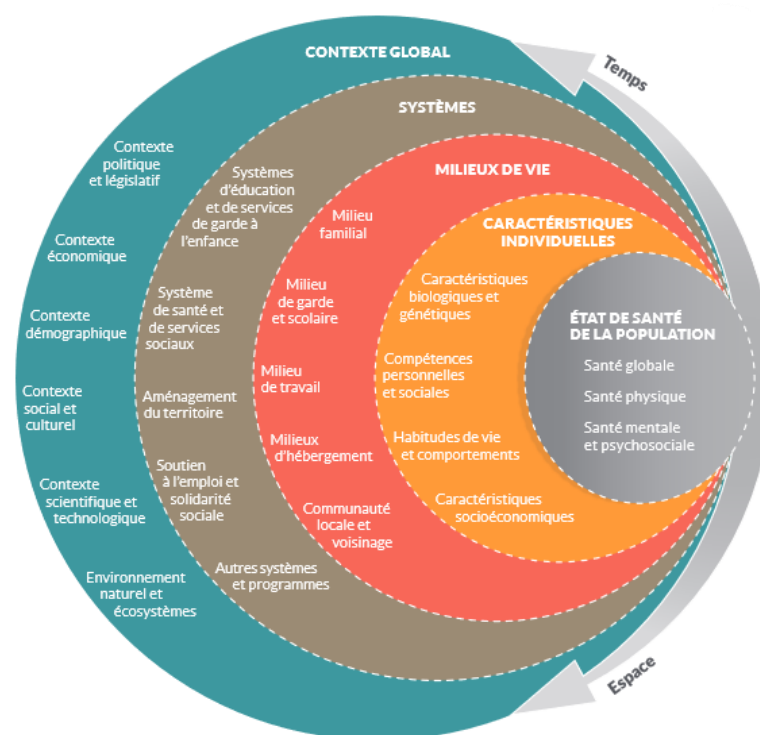 CONTEXTE GLOBAL
Temps
SYSTÈMES
MILIEUX DE VIE
CARACTÉRISTIQUES
INDIVIDUELLES
ÉTAT DE SANTÉ
DE LA POPULATION
Santé globale
Santé physique
Santé mentale
et psychosociale
Contexte
politique
et législatif
Contexte
économique
Contexte
démographique
Contexte
social et
culturel
Contexte
scientifique et
technologique
Environnement
naturel et
écosystèmes
Systèmes
d'éducation
et de services
de garde à
l'enfance
Système
de santé et
de services
sociaux
Aménagement
du territoire
Soutien
à l'emploi et
solidarité
sociale
Autres systèmes
et programmes
Milieu
familial
Milieu
de garde
et scolaire
Milieu
de travail
Milieux
d'hébergement
Communauté
locale et
voisinage
Caractéristiques
biologiques et
génétiques
Compétences
personnelles
et sociales
Habitudes de vie
et comportements
Caractéristiques
socioéconomiques
Espace